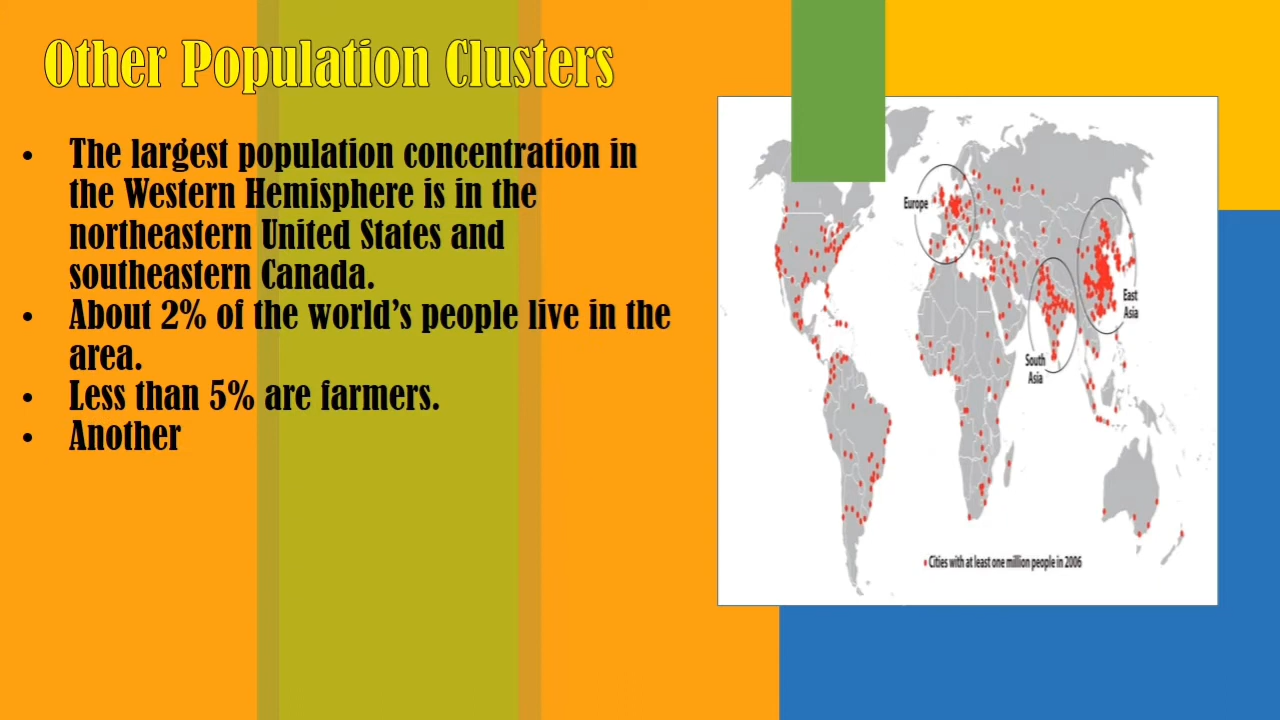 Other Population Clusters
• The largest population concentration in
the Western Hemisphere is in the
northeastern United States and
southeastern Canada.
• About 2% of the world’s people live in the
area.
• Less than 5% are farmers.
• Another
Europe
East
Asia
South
Asia
Cities with at least one million people in 2006